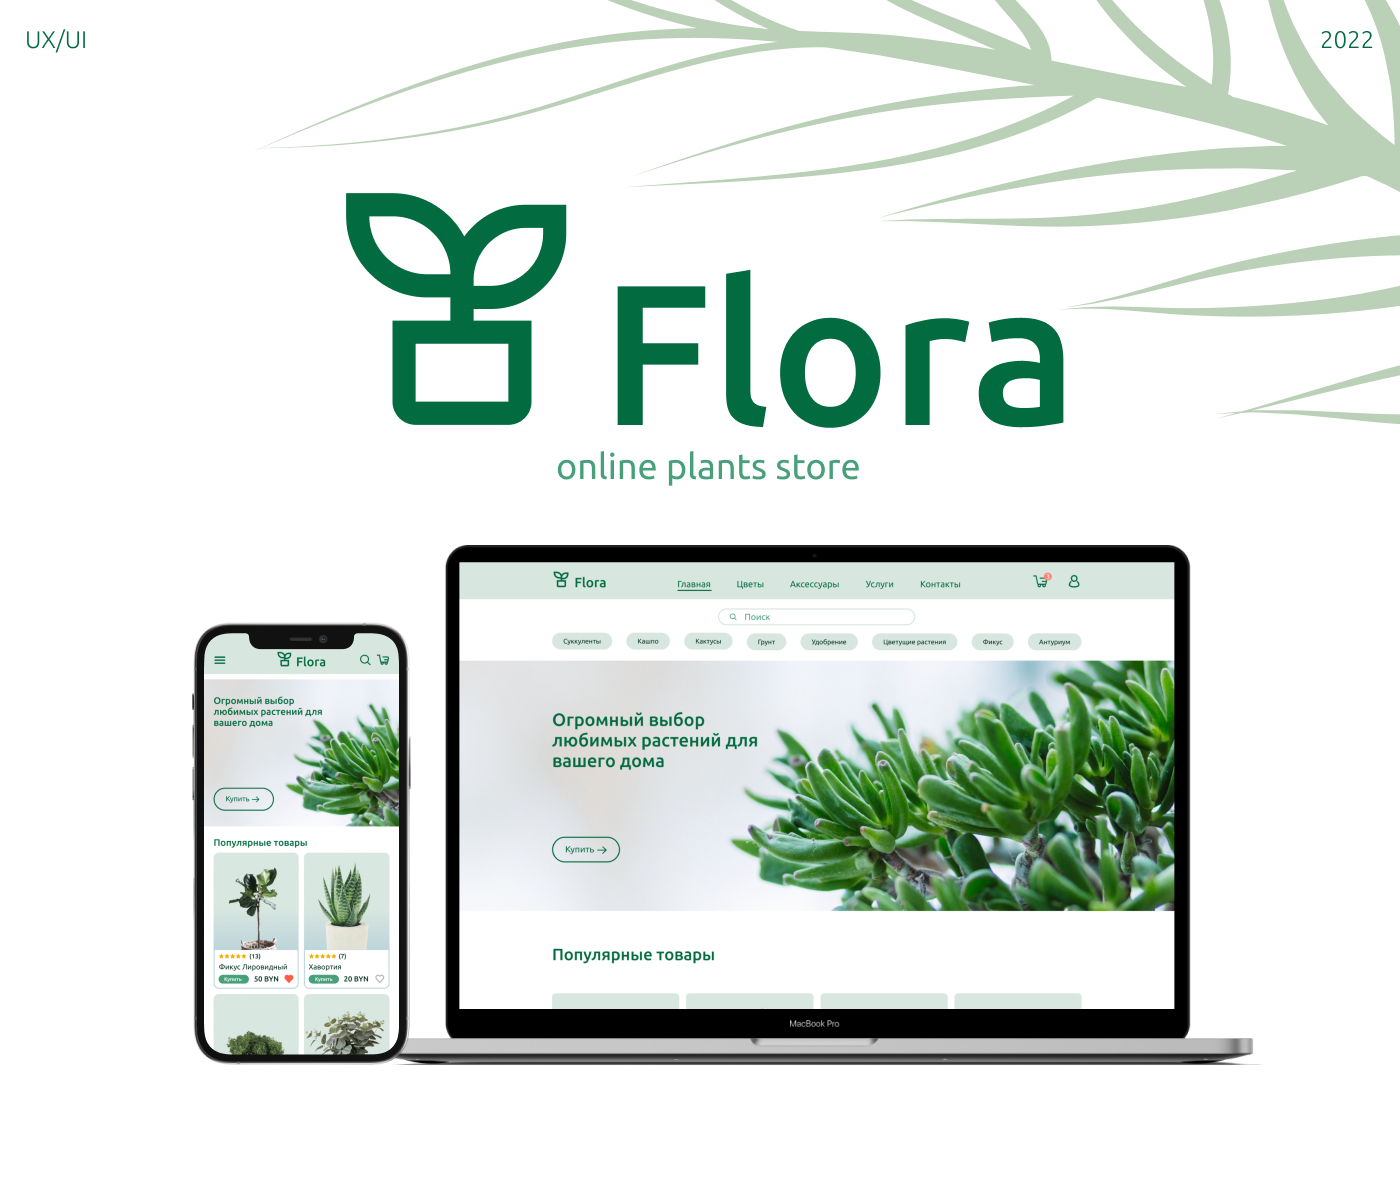 UX/UI
2022
Flora
online plants store
Flora
Главная Цветы Аксессуары Услуги Контакты
Поиск
Суккуленты Кашпо Кактусы Грунт Удобрение Цветущие растения Фикус Антуриум
Огромный выбор
любимых растений для
вашего дома
Купить →
Популярные товары
MacBook Pro
Flora
Огромный выбор
любимых растений для
вашего дома
Купить →
Популярные товары
(13)
Фикус Лировидный
Купить 50 BYN
(7)
Хавортия
Купить 20 BYN